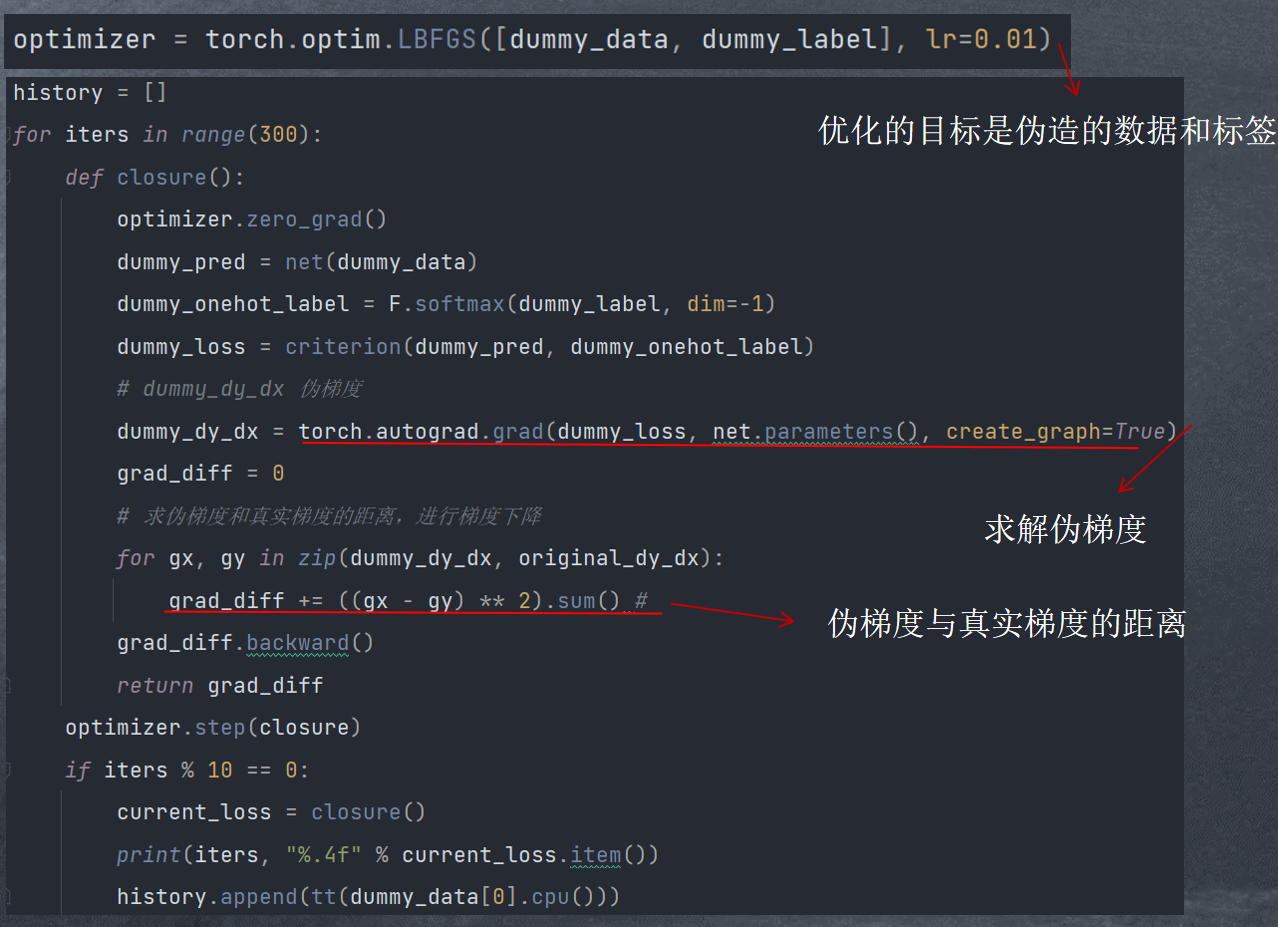 optimizer = torch.optim.LBFGS([dummy_data, dummy_label], lr=0.01)
history = []
for iters in range(300):
优化的目标是伪造的数据和标签
def closure():
optimizer.zero_grad()
dummy_pred = net(dummy_data)
dummy_onehot_label = F.softmax(dummy_label, dim=-1)
dummy_loss = criterion(dummy_pred, dummy_onehot_label)
# dummy_dy_dx 伪梯度
dummy_dy_dx = torch.autograd.grad(dummy_loss, net.parameters(), create_graph=True)
grad_diff = 0
# 求伪梯度和真实梯度的距离，进行梯度下降
求解伪梯度
for gx, gy in zip(dummy_dy_dx, original_dy_dx):
grad_diff += ((gx - gy) ** 2).sum() #
伪梯度与真实梯度的距离
grad_diff.backward()
return grad_diff
optimizer.step(closure)
if iters % 10 == 0:
current_loss = closure()
print(iters, "%.4f" % current_loss.item())
history.append(tt(dummy_data[0].cpu()))